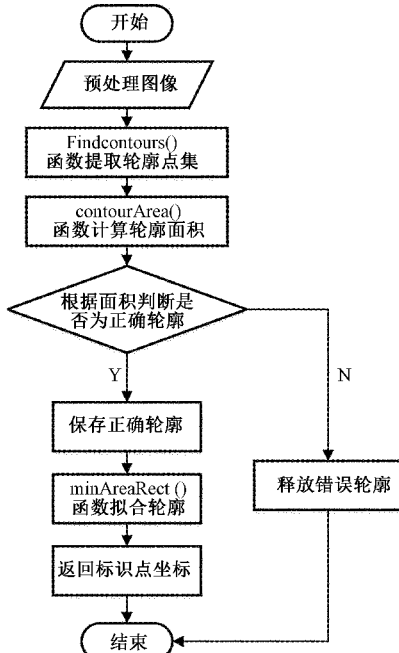 开始
预处理图像
Findcontours()
函数提取轮廓点集
contourArea()
函数计算轮廓面积
根据面积判断是
否为正确轮廓
Y
N
保存正确轮廓
minAreaRect ()
函数拟合轮廓
释放错误轮廓
返回标识点坐标
结束